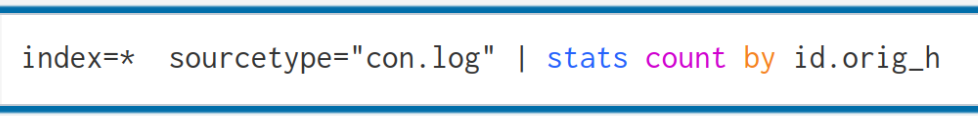 index=*  sourcetype="con.log" | stats count by id.orig_h